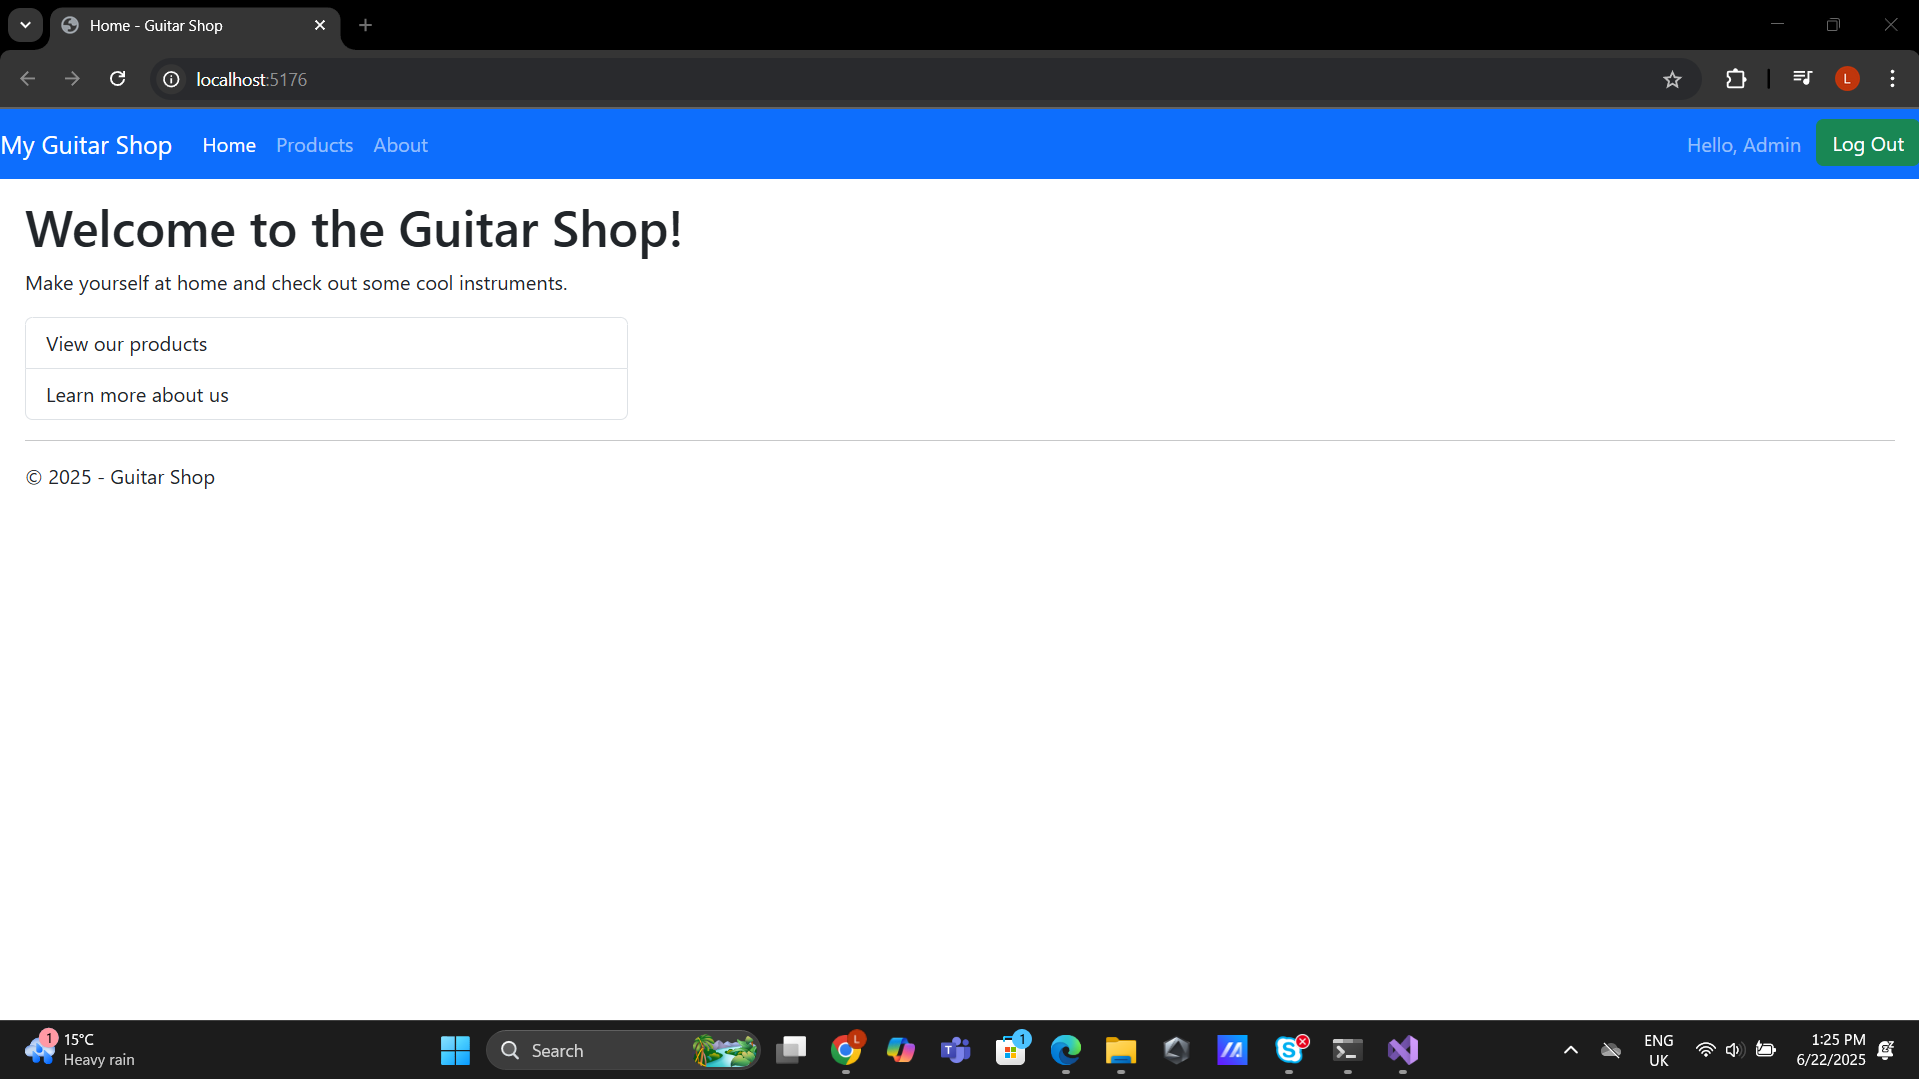 Home - Guitar Shop
localhost:5176
L
My Guitar Shop Home Products About Hello, Admin Log Out
Welcome to the Guitar Shop!
Make yourself at home and check out some cool instruments.
View our products
Learn more about us
© 2025 - Guitar Shop
1
15°C
Heavy rain
Search
L
T
1
S
ENG
UK
1:25 PM
6/22/2025